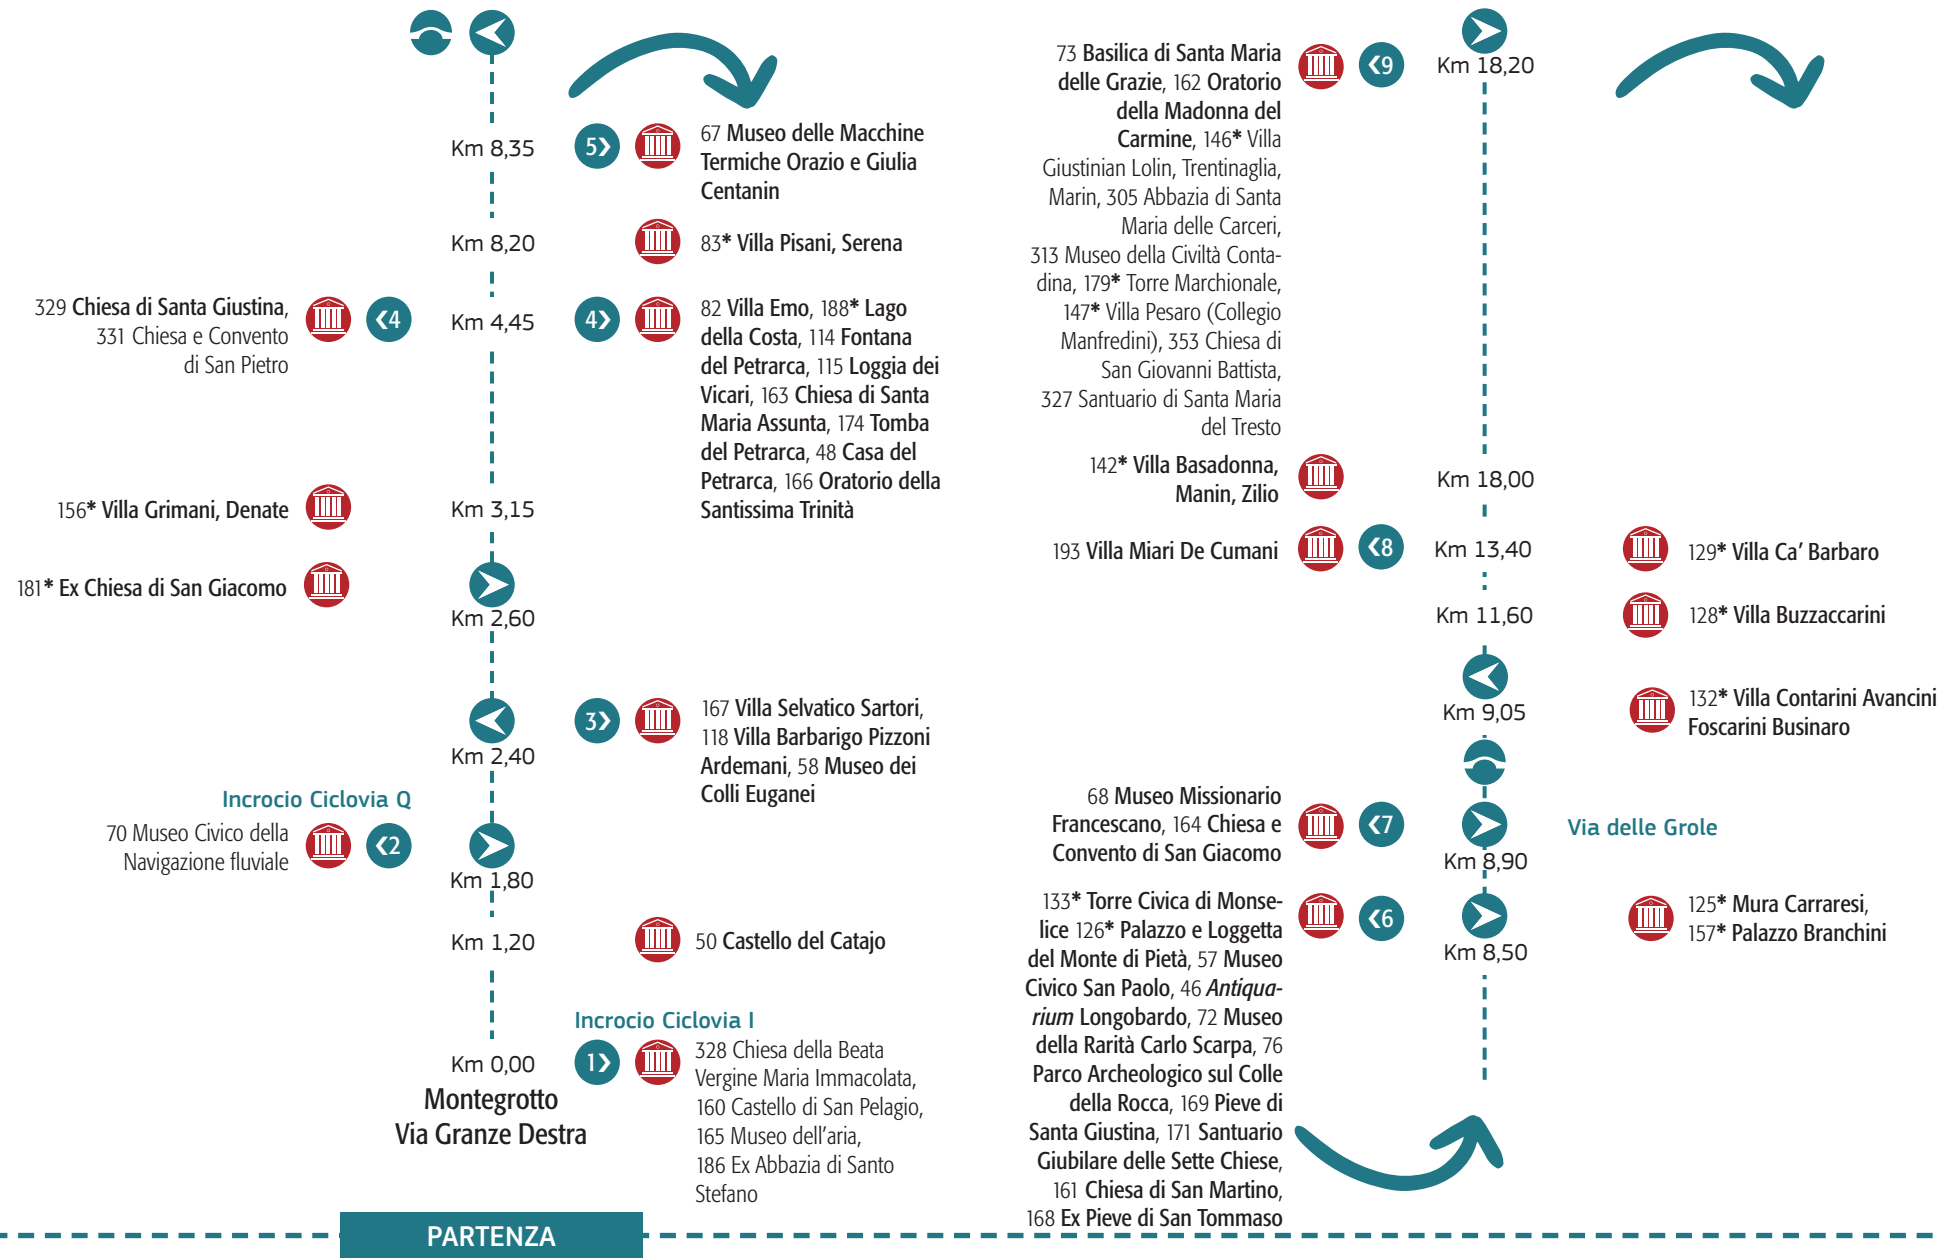 Km 8,35
5
67 Museo delle Macchine
Termiche Orazio e Giulia
Centanin
Km 8,20
83* Villa Pisani, Serena
329 Chiesa di Santa Giustina,
331 Chiesa e Convento
di San Pietro
4
Km 4,45
4
82 Villa Emo, 188* Lago
della Costa, 114 Fontana
del Petrarca, 115 Loggia dei
Vicari, 163 Chiesa di Santa
Maria Assunta, 174 Tomba
del Petrarca, 48 Casa del
Petrarca, 166 Oratorio della
Santissima Trinità
156* Villa Grimani, Denate
Km 3,15
181* Ex Chiesa di San Giacomo
Km 2,60
Km 2,40
3
167 Villa Selvatico Sartori,
118 Villa Barbarigo Pizzoni
Ardemani, 58 Museo dei
Colli Euganei
Incrocio Ciclovia Q
70 Museo Civico della
Navigazione fluviale
2
Km 1,80
Km 1,20
50 Castello del Catajo
Incrocio Ciclovia I
Km 0,00
1
328 Chiesa della Beata
Vergine Maria Immacolata,
160 Castello di San Pelagio,
165 Museo dell'aria,
186 Ex Abbazia di Santo
Stefano
Montegrotto
Via Granze Destra
PARTENZA
73 Basilica di Santa Maria
delle Grazie, 162 Oratorio
della Madonna del
Carmine, 146* Villa
Giustinian Lolin, Trentinaglia,
Marin, 305 Abbazia di Santa
Maria delle Carceri,
313 Museo della Civiltà Conta-
dina, 179* Torre Marchionale,
147* Villa Pesaro (Collegio
Manfredini), 353 Chiesa di
San Giovanni Battista,
327 Santuario di Santa Maria
del Tresto
9
Km 18,20
142* Villa Basadonna,
Manin, Zilio
Km 18,00
193 Villa Miari De Cumani
8
Km 13,40
129* Villa Ca' Barbaro
Km 11,60
128* Villa Buzzaccarini
Km 9,05
132* Villa Contarini Avancini
Foscarini Businaro
68 Museo Missionario
Francescano, 164 Chiesa e
Convento di San Giacomo
7
Km 8,90
Via delle Grole
133* Torre Civica di Monse-
lice 126* Palazzo e Loggetta
del Monte di Pietà, 57 Museo
Civico San Paolo, 46 Antiqua-
rium Longobardo, 72 Museo
della Rarità Carlo Scarpa, 76
Parco Archeologico sul Colle
della Rocca, 169 Pieve di
Santa Giustina, 171 Santuario
Giubilare delle Sette Chiese,
161 Chiesa di San Martino,
168 Ex Pieve di San Tommaso
6
Km 8,50
125* Mura Carraresi,
157* Palazzo Branchini